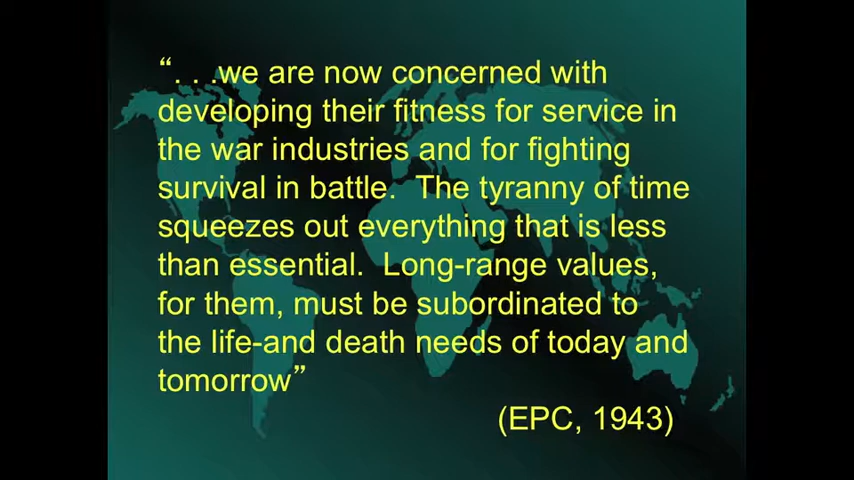 “. . .we are now concerned with
developing their fitness for service in
the war industries and for fighting
survival in battle.  The tyranny of time
squeezes out everything that is less
than essential.  Long-range values,
for them, must be subordinated to
the life-and death needs of today and
tomorrow”
(EPC, 1943)